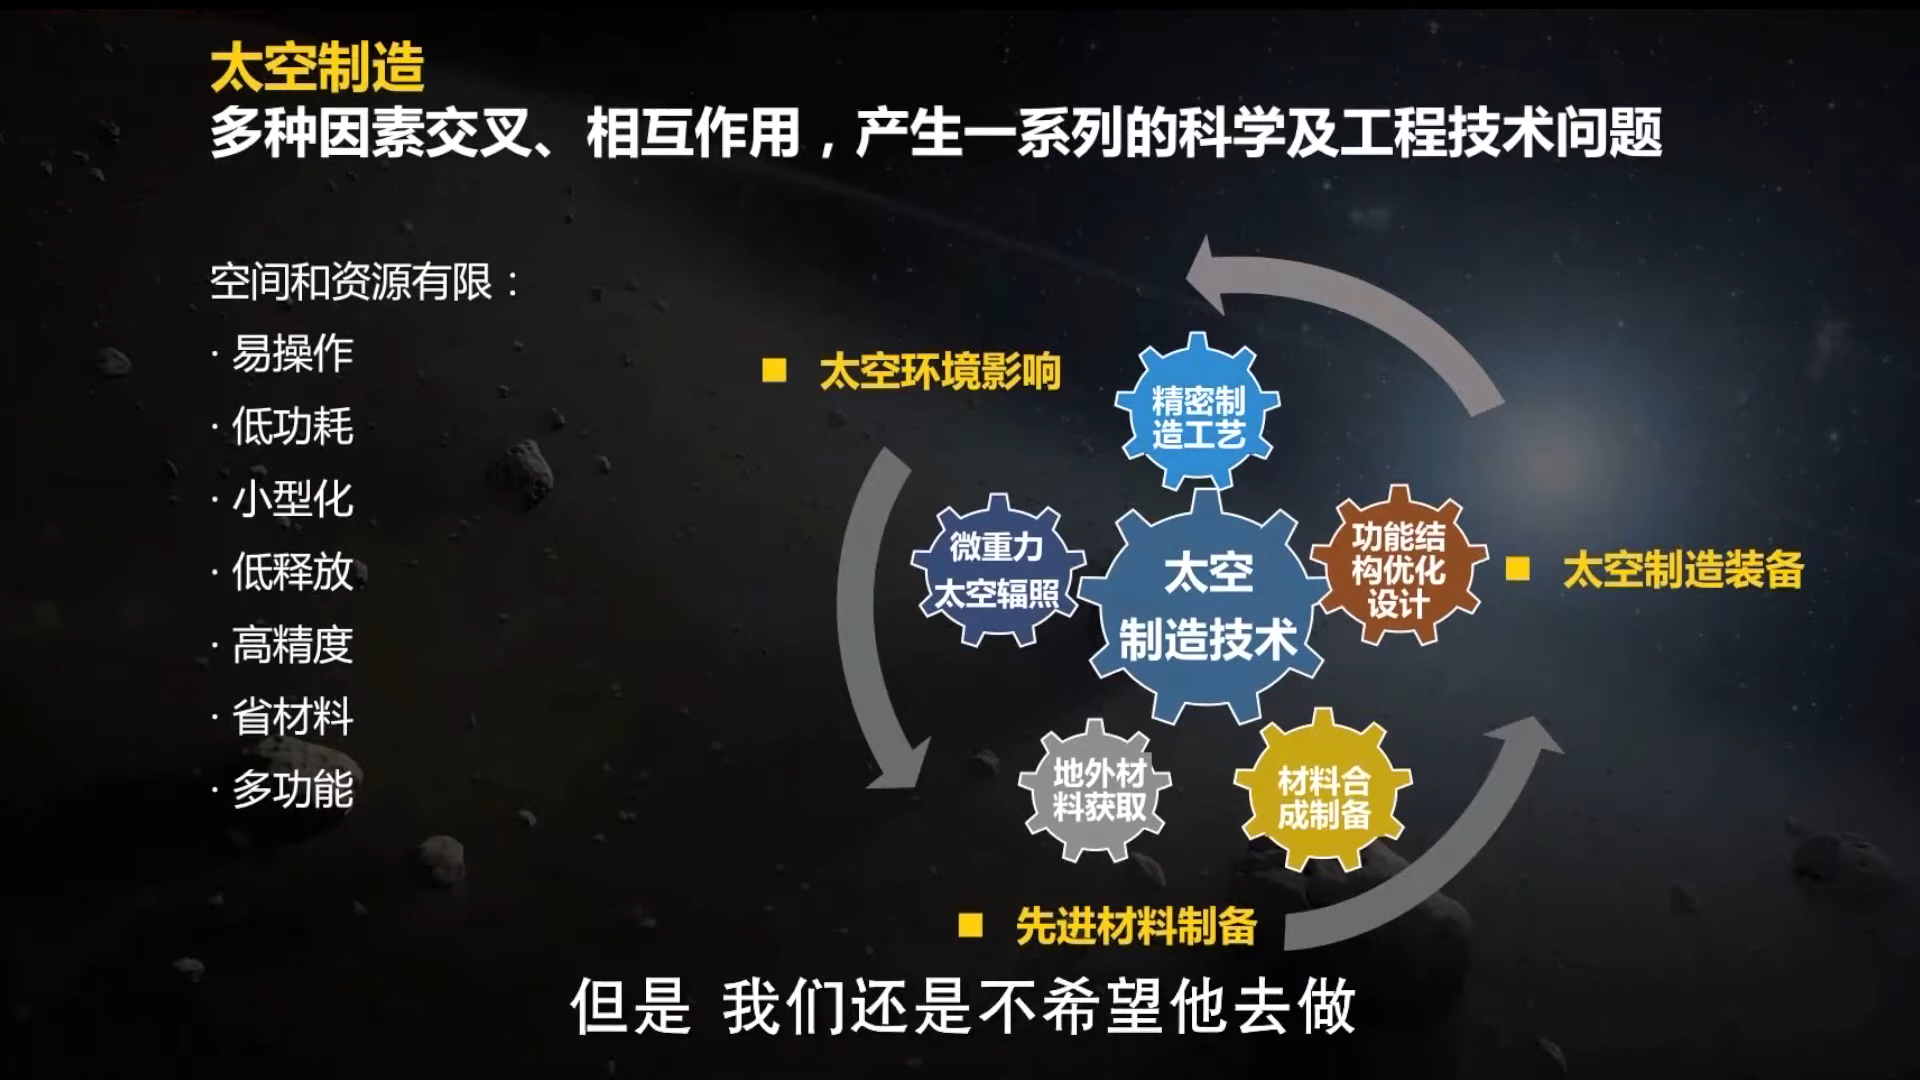 太空制造
多种因素交叉、相互作用，产生一系列的科学及工程技术问题
空间和资源有限：
· 易操作
· 低功耗
· 小型化
· 低释放
· 高精度
· 省材料
· 多功能
■ 太空环境影响
精密制
造工艺
微重力
太空辐照
太空
制造技术
功能结
构优化
设计
■ 太空制造装备
地外材
料获取
材料合
成制备
■ 先进材料制备
但是 我们还是不希望他去做